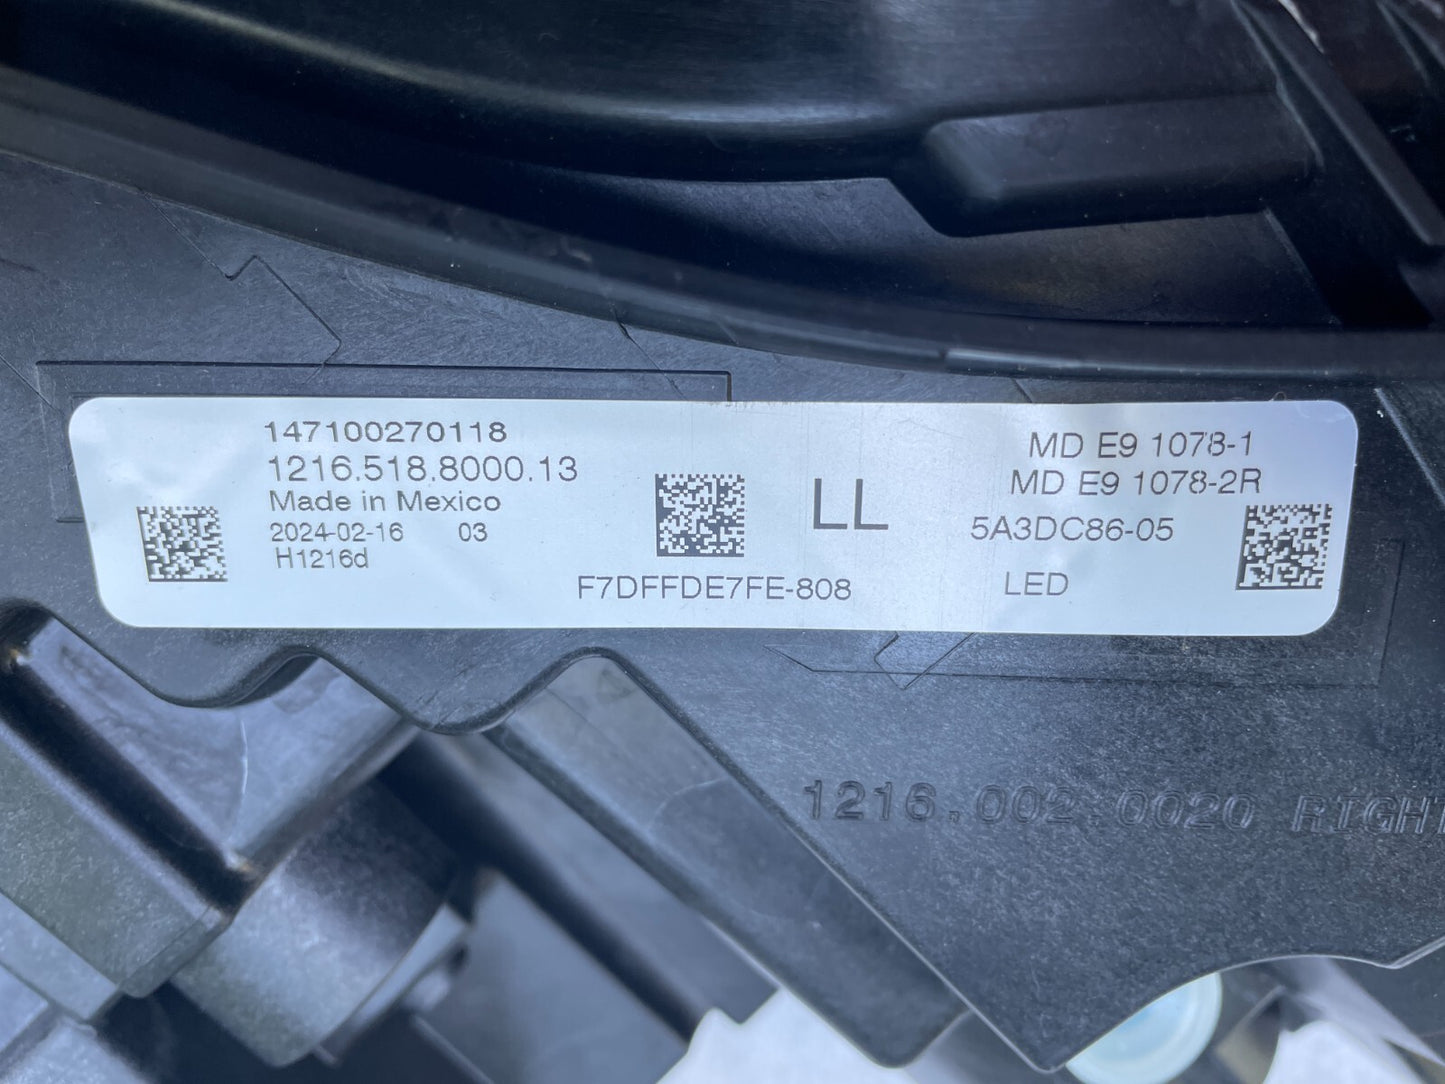 147100270118
1216.518.8000.13
Made in Mexico
2024-02-16 03
H1216d
F7DFFDE7FE-808
LL
MD E9 1078-1
MD E9 1078-2R
5A3DC86-05
LED
1216.002.0020 RIGHT